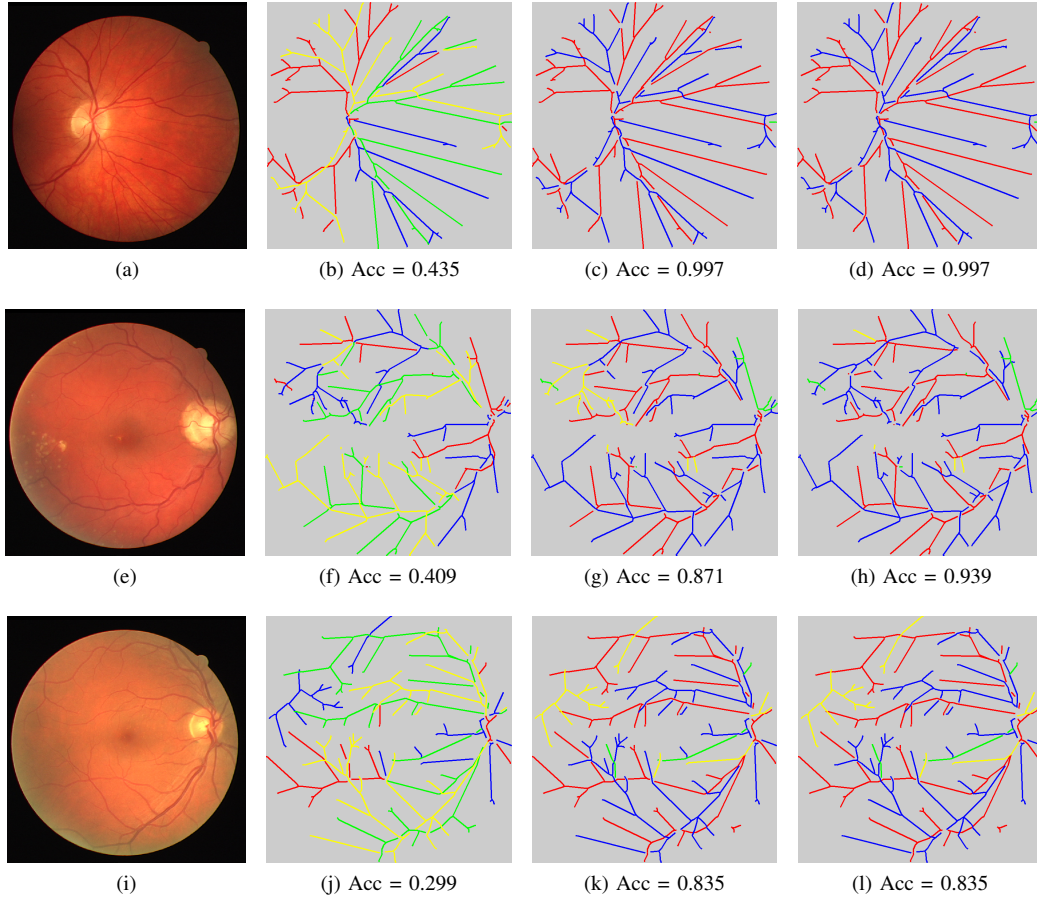 (a)
(b) Acc = 0.435
(c) Acc = 0.997
(d) Acc = 0.997
(e)
(f) Acc = 0.409
(g) Acc = 0.871
(h) Acc = 0.939
(i)
(j) Acc = 0.299
(k) Acc = 0.835
(l) Acc = 0.835